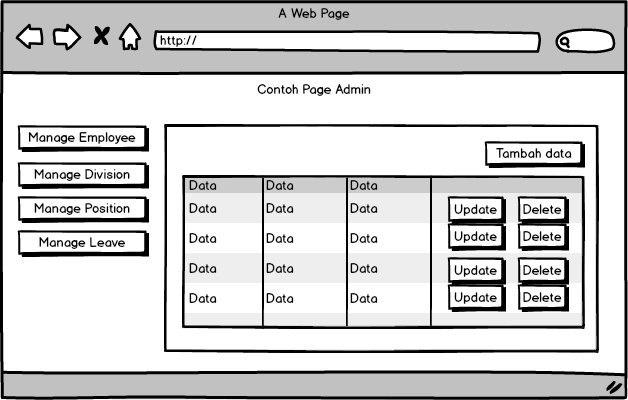 A Web Page
http://
Contoh Page Admin
Manage Employee
Manage Division
Manage Position
Manage Leave
Tambah data
Data Data Data
Data Data Data Update Delete
Data Data Data Update Delete
Data Data Data Update Delete
Data Data Data Update Delete